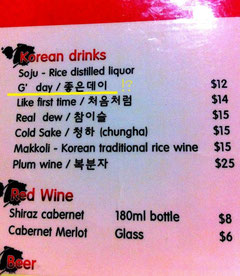 Korean drinks
Soju - Rice distilled liquor
G' day / 좋은데이 !? $12
Like first time / 처음처럼 $14
Real dew / 참이슬 $15
Cold Sake / 청하 (chungha) $15
Makkoli - Korean traditional rice wine $15
Plum wine / 복분자 $25
Red Wine
Shiraz cabernet 180ml bottle $8
Cabernet Merlot Glass $6
Beer